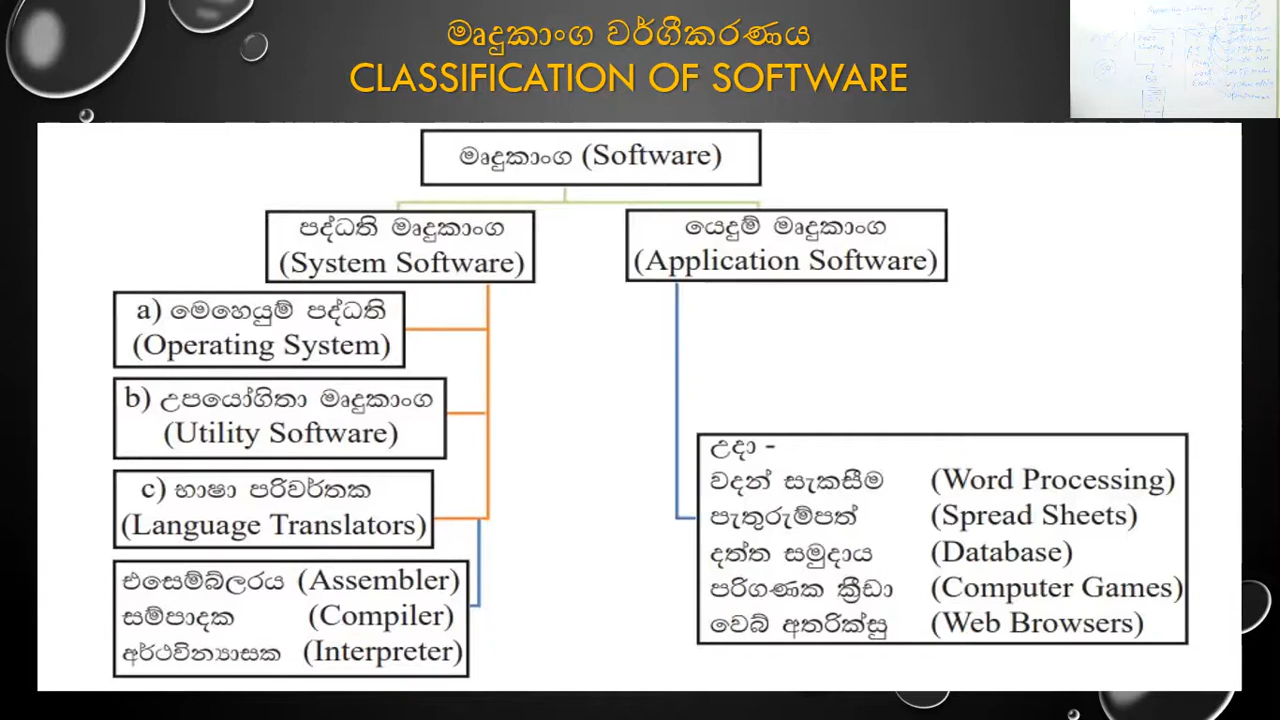 මෘදුකාංග වර්ගීකරණය
CLASSIFICATION OF SOFTWARE
මෘදුකාංග (Software)
පද්ධති මෘදුකාංග
(System Software)
යෙදුම් මෘදුකාංග
(Application Software)
a) මෙහෙයුම් පද්ධති
(Operating System)
b) උපයෝගිතා මෘදුකාංග
(Utility Software)
c) භාෂා පරිවර්තක
(Language Translators)
එසෙම්බ්ලරය (Assembler)
සම්පාදක (Compiler)
අර්ථවින්‍යාසක (Interpreter)
උදා -
වදන් සැකසීම (Word Processing)
පැතුරුම්පත් (Spread Sheets)
දත්ත සමුදාය (Database)
පරිගණක ක්‍රීඩා (Computer Games)
වෙබ් අතරික්සු (Web Browsers)